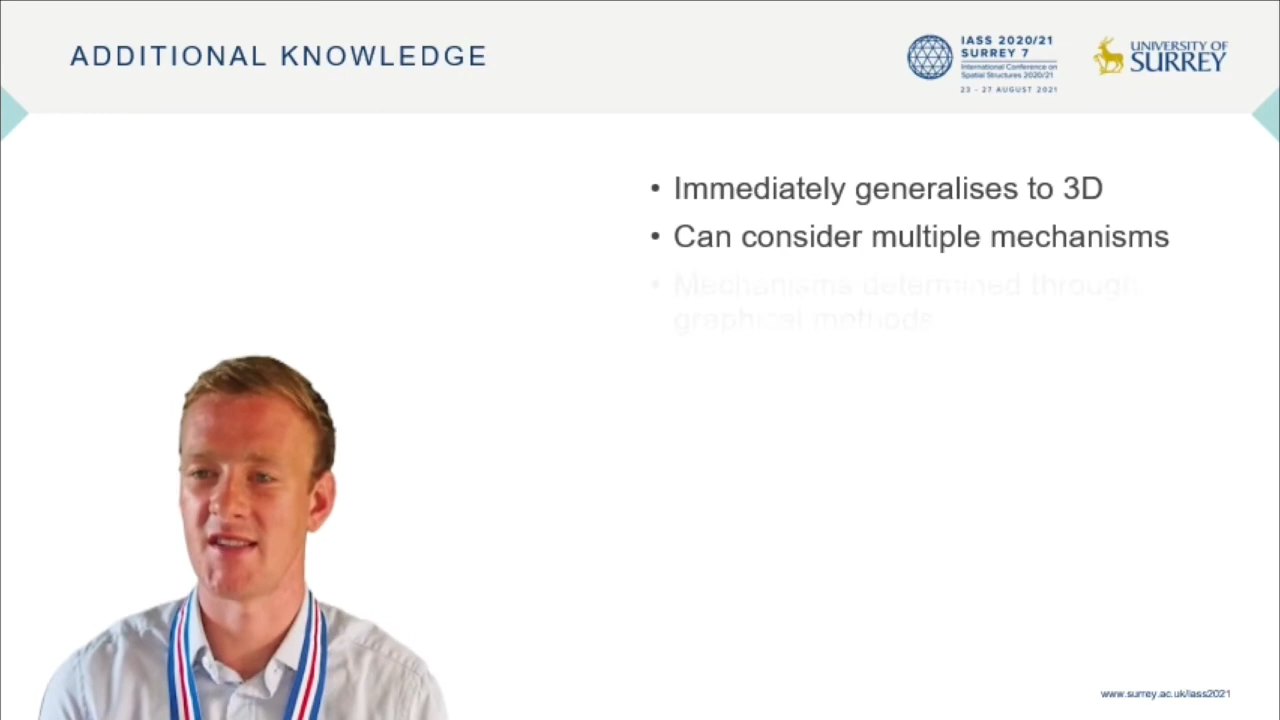 ADDITIONAL KNOWLEDGE
IASS 2020/21
SURREY 7
International Conference on
Spatial Structures 2020/21
23 - 27 AUGUST 2021
UNIVERSITY OF
SURREY
• Immediately generalises to 3D
• Can consider multiple mechanisms
• Mechanisms determined through
graphical methods
www.surrey.ac.uk/iass2021